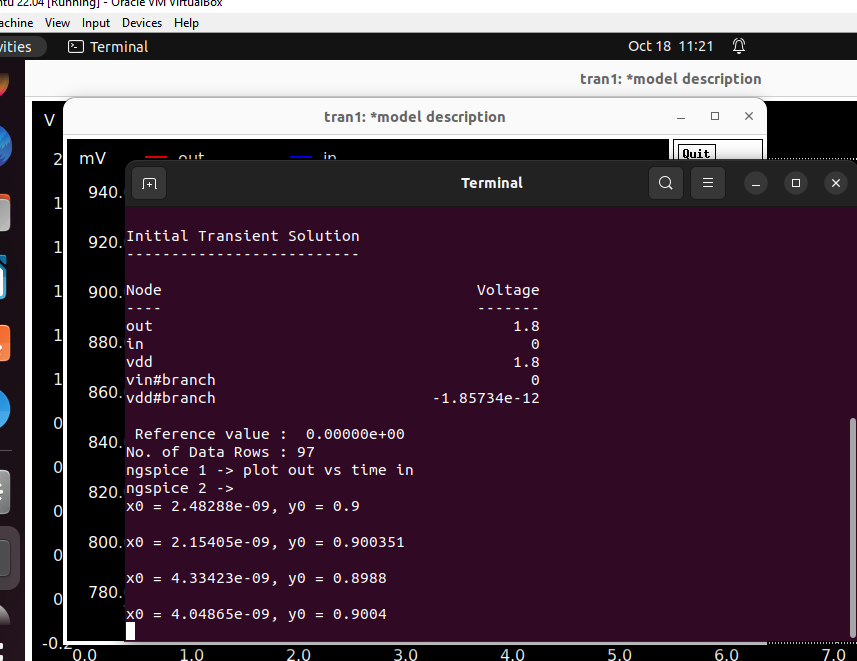 ntu 22.04 [Running] - Oracle VM VirtualBox
achine View Input Devices Help
vities Terminal Oct 18 11:21
tran1: *model description
tran1: *model description
V
mV out in
Quit
Terminal
940.
920.
900.
880.
860.
840.
820.
800.
780.
Initial Transient Solution
--------------------------
Node Voltage
---- -------
out 1.8
in 0
vdd 1.8
vin#branch 0
vdd#branch -1.85734e-12
Reference value : 0.00000e+00
No. of Data Rows : 97
ngspice 1 -> plot out vs time in
ngspice 2 ->
x0 = 2.48288e-09, y0 = 0.9
x0 = 2.15405e-09, y0 = 0.900351
x0 = 4.33423e-09, y0 = 0.8988
x0 = 4.04865e-09, y0 = 0.9004
2
1
1
1
1
1
0
0
0
0
0
-0.2
0.0 1.0 2.0 3.0 4.0 5.0 6.0 7.0